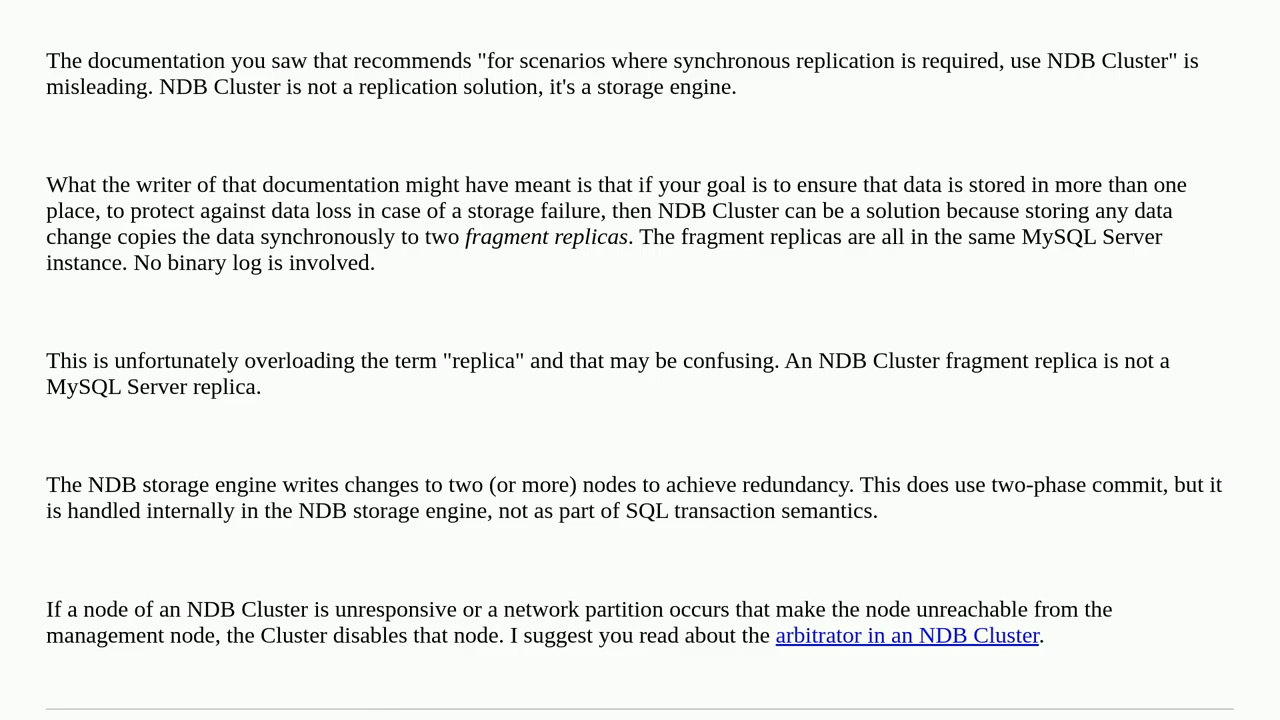 The documentation you saw that recommends "for scenarios where synchronous replication is required, use NDB Cluster" is
misleading. NDB Cluster is not a replication solution, it's a storage engine.
What the writer of that documentation might have meant is that if your goal is to ensure that data is stored in more than one
place, to protect against data loss in case of a storage failure, then NDB Cluster can be a solution because storing any data
change copies the data synchronously to two fragment replicas. The fragment replicas are all in the same MySQL Server
instance. No binary log is involved.
This is unfortunately overloading the term "replica" and that may be confusing. An NDB Cluster fragment replica is not a
MySQL Server replica.
The NDB storage engine writes changes to two (or more) nodes to achieve redundancy. This does use two-phase commit, but it
is handled internally in the NDB storage engine, not as part of SQL transaction semantics.
If a node of an NDB Cluster is unresponsive or a network partition occurs that make the node unreachable from the
management node, the Cluster disables that node. I suggest you read about the arbitrator in an NDB Cluster.